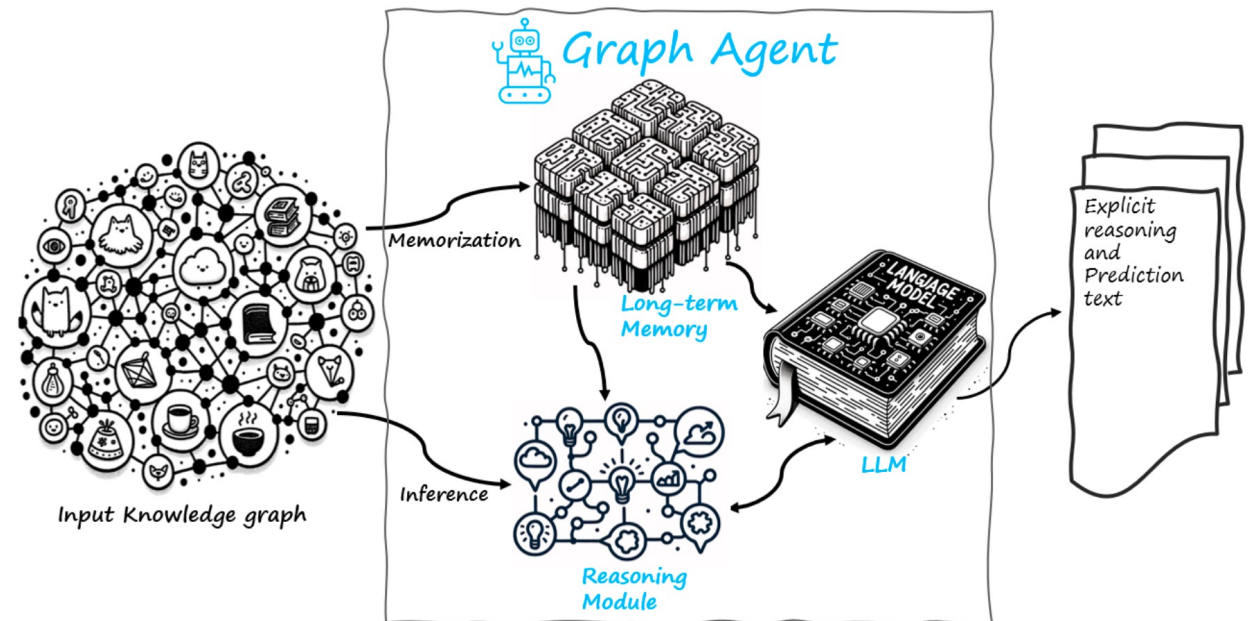 Graph Agent
Memorization
Long-term
Memory
LANGUAGE
MODEL
Explicit
reasoning
and
Prediction
text
LLM
Inference
Input Knowledge graph
Reasoning
Module